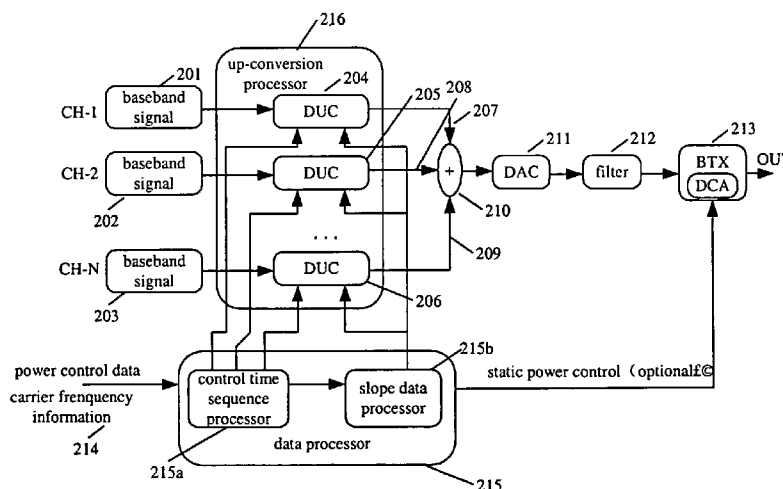 216
up-conversion
processor
201
204
205
208
207
CH-1
baseband
signal
DUC
CH-2
baseband
signal
202
DUC
+
210
DAC
211
filter
212
213
BTX
DCA
OUT
...
209
CH-N
baseband
signal
203
DUC
206
215b
power control data
carrier frenquency
information
214
control time
sequence
processor
215a
slope data
processor
data processor
215
static power control（optional£©